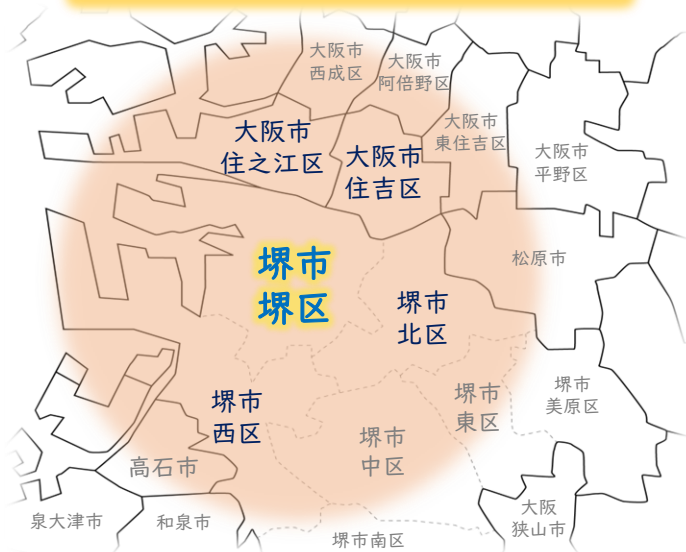 大阪市
西成区
大阪市
阿倍野区
大阪市
住之江区
大阪市
住吉区
大阪市
東住吉区
大阪市
平野区
堺市
堺区
松原市
堺市
北区
堺市
西区
堺市
中区
堺市
東区
堺市
美原区
高石市
泉大津市
和泉市
堺市南区
大阪
狭山市